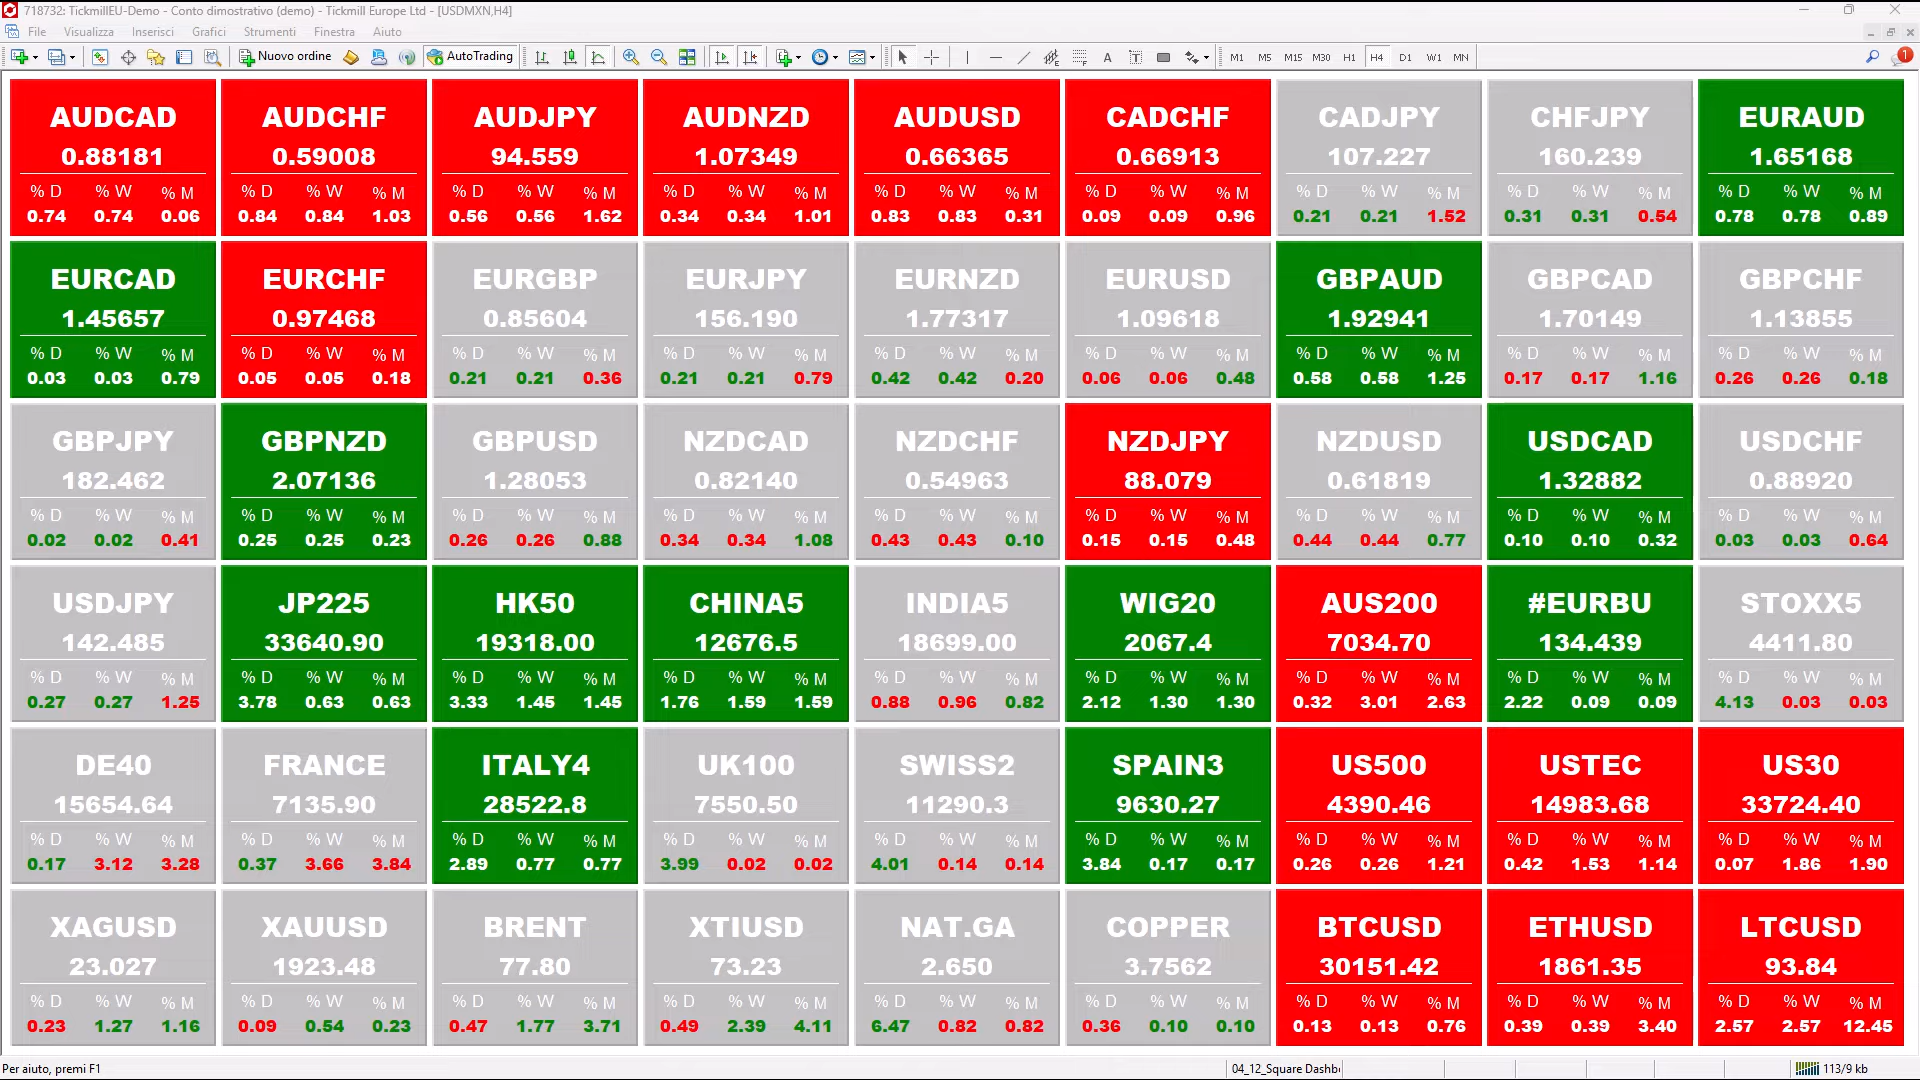 718732: TickmillEU-Demo - Conto dimostrativo (demo) - Tickmill Europe Ltd - [USDMXN,H4]
File Visualizza Inserisci Grafici Strumenti Finestra Aiuto
Nuovo ordine AutoTrading A T M1 M5 M15 M30 H1 H4 D1 W1 MN 1
AUDCAD AUDCHF AUDJPY AUDNZD AUDUSD CADCHF CADJPY CHFJPY EURAUD
0.88181 0.59008 94.559 1.07349 0.66365 0.66913 107.227 160.239 1.65168
% D % W % M % D % W % M % D % W % M % D % W % M % D % W % M % D % W % M % D % W % M % D % W % M % D % W % M
0.74 0.74 0.06 0.84 0.84 1.03 0.56 0.56 1.62 0.34 0.34 1.01 0.83 0.83 0.31 0.09 0.09 0.96 0.21 0.21 1.52 0.31 0.31 0.54 0.78 0.78 0.89
EURCAD EURCHF EURGBP EURJPY EURNZD EURUSD GBPAUD GBPCAD GBPCHF
1.45657 0.97468 0.85604 156.190 1.77317 1.09618 1.92941 1.70149 1.13855
% D % W % M % D % W % M % D % W % M % D % W % M % D % W % M % D % W % M % D % W % M % D % W % M % D % W % M
0.03 0.03 0.79 0.05 0.05 0.18 0.21 0.21 0.36 0.21 0.21 0.79 0.42 0.42 0.20 0.06 0.06 0.48 0.58 0.58 1.25 0.17 0.17 1.16 0.26 0.26 0.18
GBPJPY GBPNZD GBPUSD NZDCAD NZDCHF NZDJPY NZDUSD USDCAD USDCHF
182.462 2.07136 1.28053 0.82140 0.54963 88.079 0.61819 1.32882 0.88920
% D % W % M % D % W % M % D % W % M % D % W % M % D % W % M % D % W % M % D % W % M % D % W % M % D % W % M
0.02 0.02 0.41 0.25 0.25 0.23 0.26 0.26 0.88 0.34 0.34 1.08 0.43 0.43 0.10 0.15 0.15 0.48 0.44 0.44 0.77 0.10 0.10 0.32 0.03 0.03 0.64
USDJPY JP225 HK50 CHINA5 INDIA5 WIG20 AUS200 #EURBU STOXX5
142.485 33640.90 19318.00 12676.5 18699.00 2067.4 7034.70 134.439 4411.80
% D % W % M % D % W % M % D % W % M % D % W % M % D % W % M % D % W % M % D % W % M % D % W % M % D % W % M
0.27 0.27 1.25 3.78 0.63 0.63 3.33 1.45 1.45 1.76 1.59 1.59 0.88 0.96 0.82 2.12 1.30 1.30 0.32 3.01 2.63 2.22 0.09 0.09 4.13 0.03 0.03
DE40 FRANCE ITALY4 UK100 SWISS2 SPAIN3 US500 USTEC US30
15654.64 7135.90 28522.8 7550.50 11290.3 9630.27 4390.46 14983.68 33724.40
% D % W % M % D % W % M % D % W % M % D % W % M % D % W % M % D % W % M % D % W % M % D % W % M % D % W % M
0.17 3.12 3.28 0.37 3.66 3.84 2.89 0.77 0.77 3.99 0.02 0.02 4.01 0.14 0.14 3.84 0.17 0.17 0.26 0.26 1.21 0.42 1.53 1.14 0.07 1.86 1.90
XAGUSD XAUUSD BRENT XTIUSD NAT.GA COPPER BTCUSD ETHUSD LTCUSD
23.027 1923.48 77.80 73.23 2.650 3.7562 30151.42 1861.35 93.84
% D % W % M % D % W % M % D % W % M % D % W % M % D % W % M % D % W % M % D % W % M % D % W % M % D % W % M
0.23 1.27 1.16 0.09 0.54 0.23 0.47 1.77 3.71 0.49 2.39 4.11 6.47 0.82 0.82 0.36 0.10 0.10 0.13 0.13 0.76 0.39 0.39 3.40 2.57 2.57 12.45
Per aiuto, premi F1 04_12_Square Dashb 113/9 kb